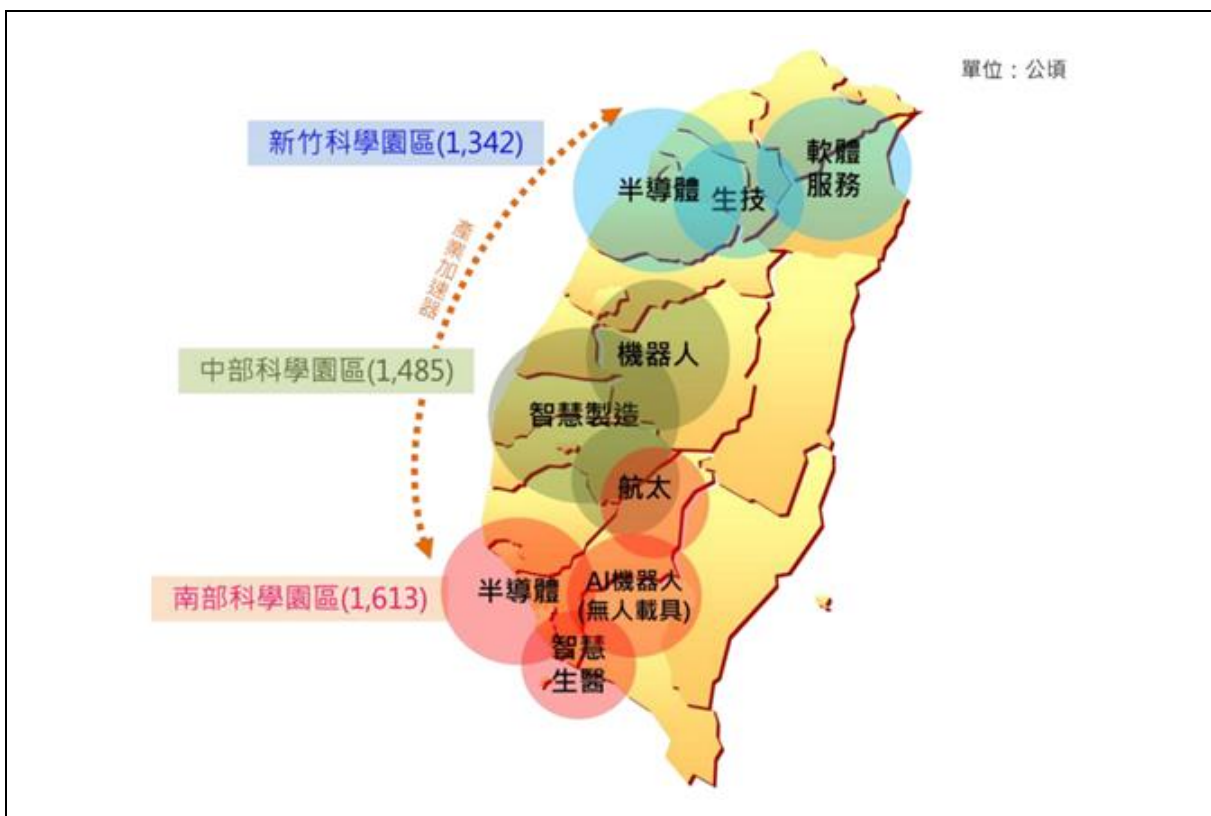 單位：公頃
新竹科學園區(1,342)
半導體
生技
軟體
服務
產業加速器
機器人
中部科學園區(1,485)
智慧製造
航太
南部科學園區(1,613)
半導體
AI機器人
(無人載具)
智慧
生醫